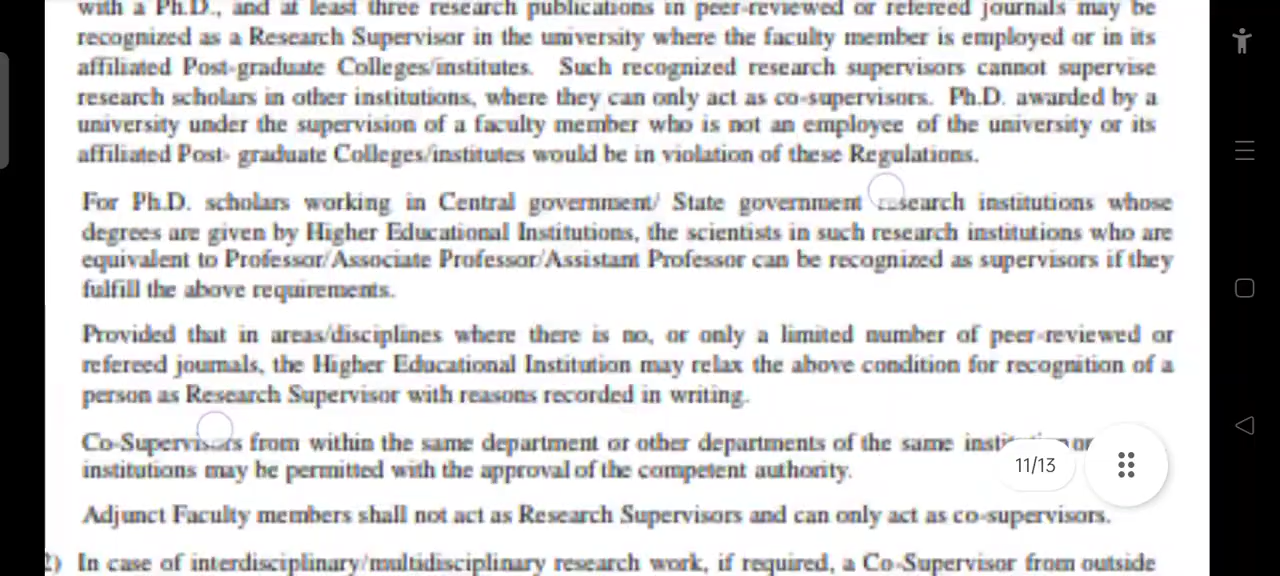 with a Ph.D., and at least three research publications in peer-reviewed or refereed journals may be
recognized as a Research Supervisor in the university where the faculty member is employed or in its
affiliated Post-graduate Colleges/institutes. Such recognized research supervisors cannot supervise
research scholars in other institutions, where they can only act as co-supervisors. Ph.D. awarded by a
university under the supervision of a faculty member who is not an employee of the university or its
affiliated Post- graduate Colleges/institutes would be in violation of these Regulations.
For Ph.D. scholars working in Central government/ State government research institutions whose
degrees are given by Higher Educational Institutions, the scientists in such research institutions who are
equivalent to Professor/Associate Professor/Assistant Professor can be recognized as supervisors if they
fulfill the above requirements.
Provided that in areas/disciplines where there is no, or only a limited number of peer-reviewed or
refereed journals, the Higher Educational Institution may relax the above condition for recognition of a
person as Research Supervisor with reasons recorded in writing.
Co-Supervisors from within the same department or other departments of the same institution or
institutions may be permitted with the approval of the competent authority.
11/13
Adjunct Faculty members shall not act as Research Supervisors and can only act as co-supervisors.
2) In case of interdisciplinary/multidisciplinary research work, if required, a Co-Supervisor from outside